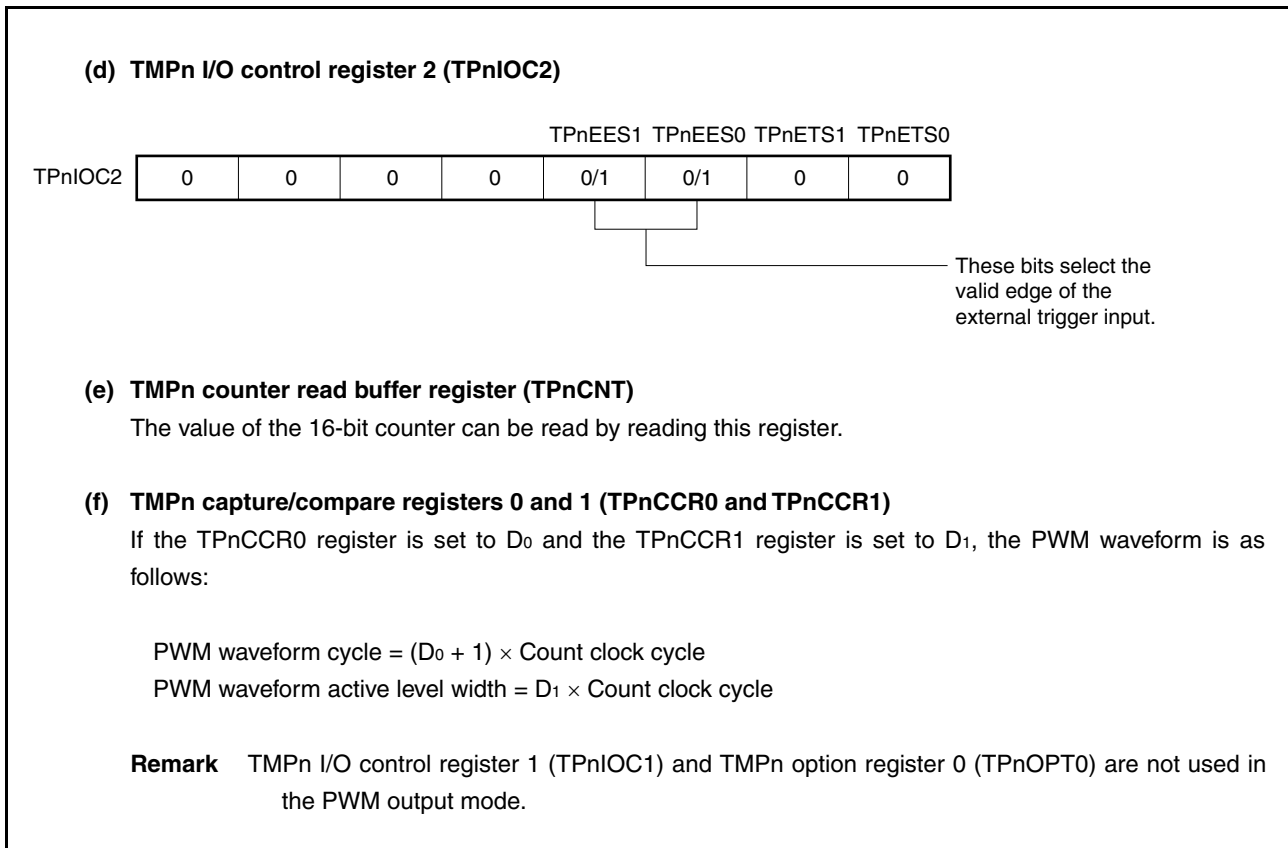 (d) TMPn I/O control register 2 (TPnIOC2)
TPnEES1 TPnEES0 TPnETS1 TPnETS0
TPnIOC2 0 0 0 0 0/1 0/1 0 0
These bits select the
valid edge of the
external trigger input.
(e) TMPn counter read buffer register (TPnCNT)
The value of the 16-bit counter can be read by reading this register.
(f) TMPn capture/compare registers 0 and 1 (TPnCCR0 and TPnCCR1)
If the TPnCCR0 register is set to D0 and the TPnCCR1 register is set to D1, the PWM waveform is as
follows:
PWM waveform cycle = (D0 + 1) × Count clock cycle
PWM waveform active level width = D1 × Count clock cycle
Remark TMPn I/O control register 1 (TPnIOC1) and TMPn option register 0 (TPnOPT0) are not used in
the PWM output mode.